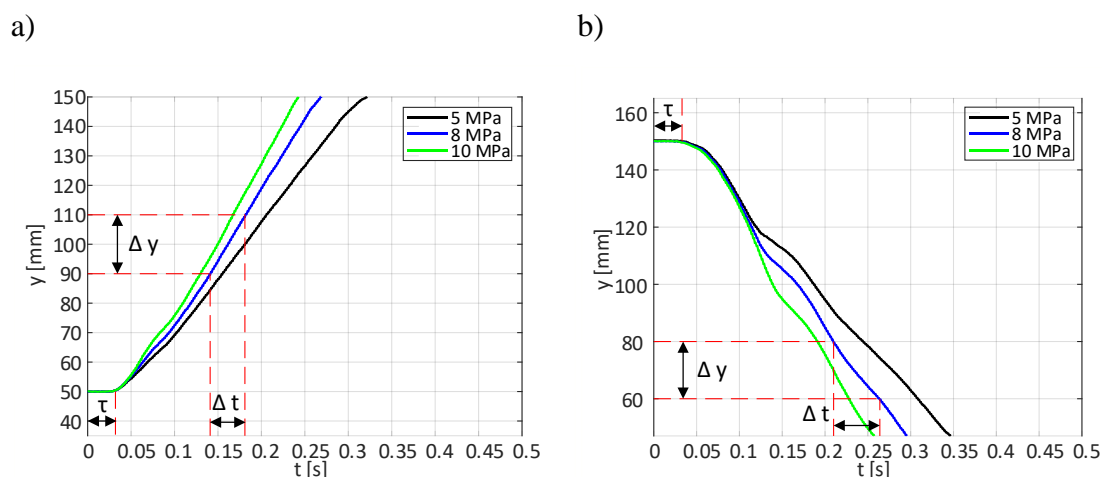 a)
b)
150
140
130
120
110
100
90
80
70
60
50
40
y [mm]
0
0.05
0.1
0.15
0.2
0.25
0.3
0.35
0.4
0.45
0.5
t [s]
5 MPa
8 MPa
10 MPa
Δ y
Δ t
τ
160
140
120
100
80
60
y [mm]
0
0.05
0.1
0.15
0.2
0.25
0.3
0.35
0.4
0.45
0.5
t [s]
5 MPa
8 MPa
10 MPa
τ
Δ y
Δ t